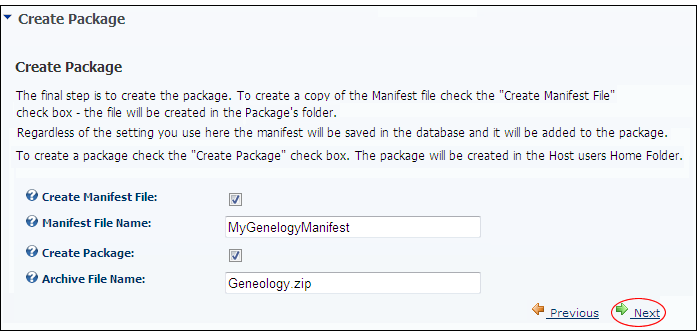 Create Package
Create Package
The final step is to create the package. To create a copy of the Manifest file check the "Create Manifest File"
check box - the file will be created in the Package's folder.
Regardless of the setting you use here the manifest will be saved in the database and it will be added to the package.
To create a package check the "Create Package" check box. The package will be created in the Host users Home Folder.
Create Manifest File:
Manifest File Name: MyGenelogyManifest
Create Package:
Archive File Name: Geneology.zip
Previous Next